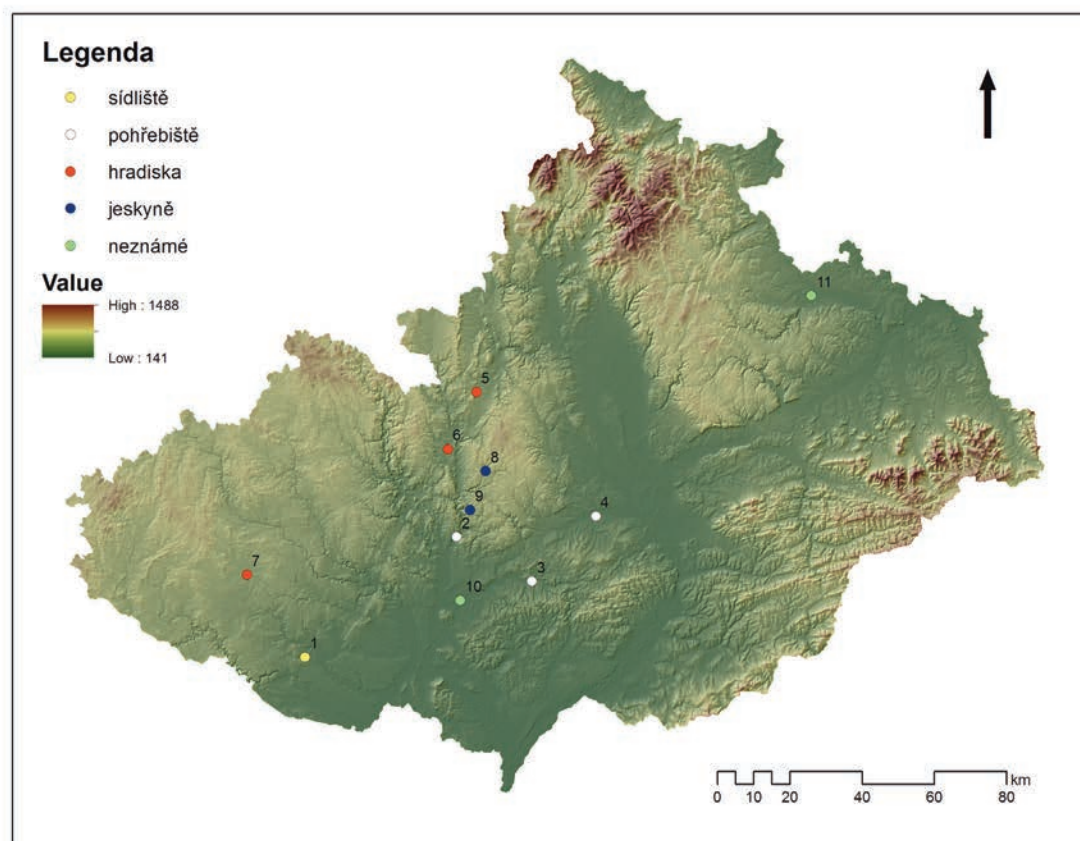 Legenda
sídliště
pohřebiště
hradiska
jeskyně
neznámé
Value
High : 1488
Low : 141
11
5
6
8
9
4
2
3
7
10
1
km
0 10 20 40 60 80